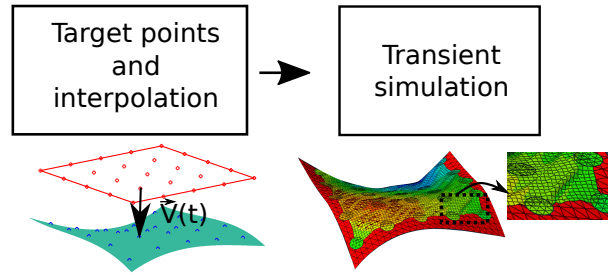 Target points
and
interpolation
Transient
simulation
V⃗(t)